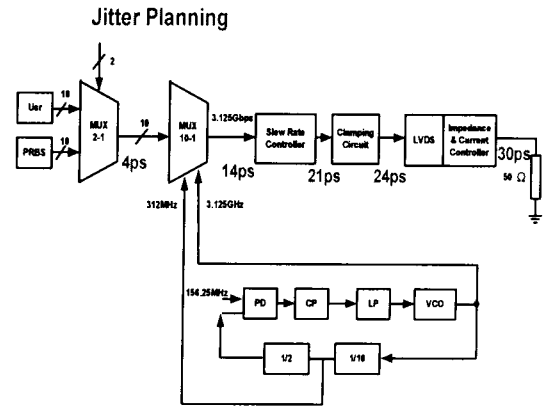 Jitter Planning
2
User
10
PRBS
10
MUX
2-1
4ps
10
MUX
10-1
3.125Gbps
14ps
Slew Rate
Controller
21ps
Clamping
Circuit
24ps
LVDS
Impedance
& Current
Controller
30ps
50 Ω
312MHz
3.125GHz
156.25MHz
PD
CP
LP
VCO
1/2
1/10